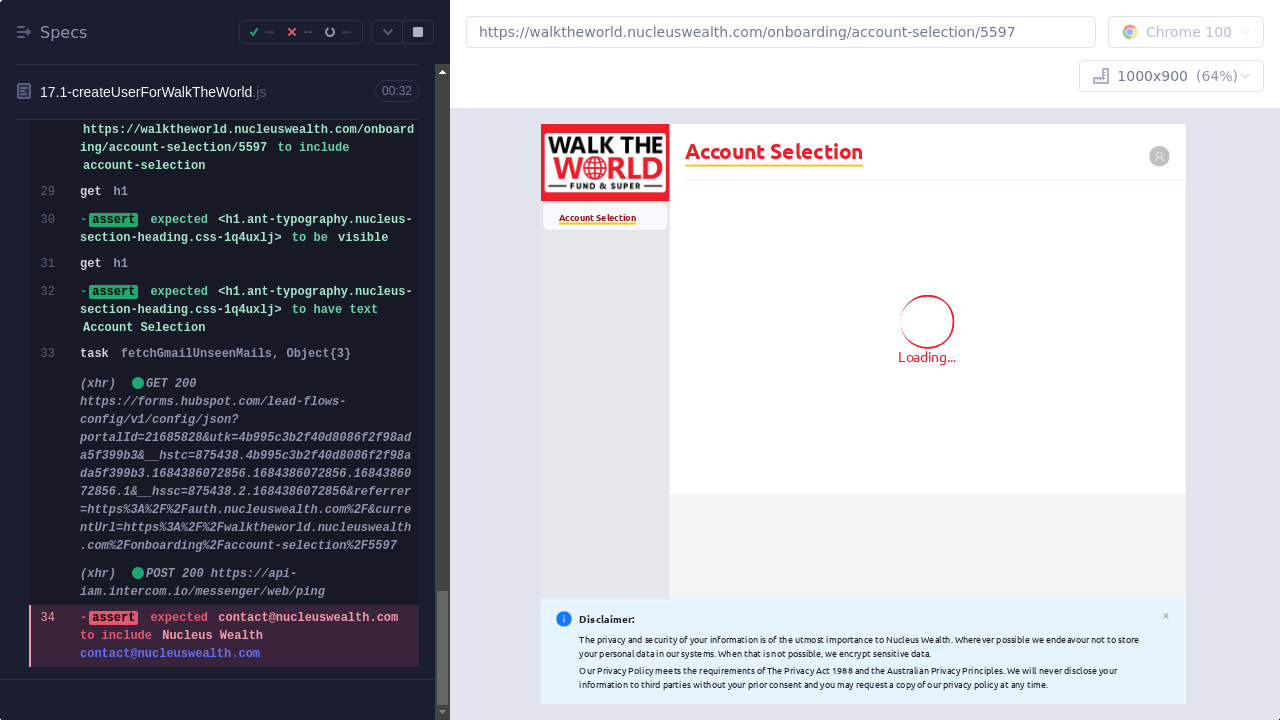 Specs
--
--
--
17.1-createUserForWalkTheWorld.js
00:32
https://walktheworld.nucleuswealth.com/onboard
ing/account-selection/5597 to include
account-selection
29 get h1
30 -assert expected <h1.ant-typography.nucleus-
section-heading.css-1q4uxlj> to be visible
31 get h1
32 -assert expected <h1.ant-typography.nucleus-
section-heading.css-1q4uxlj> to have text
Account Selection
33 task fetchGmailUnseenMails, Object{3}
(xhr) GET 200
https://forms.hubspot.com/lead-flows-
config/v1/config/json?
portalId=21685828&utk=4b995c3b2f40d8086f2f98ad
a5f399b3&__hstc=875438.4b995c3b2f40d8086f2f98a
da5f399b3.1684386072856.1684386072856.16843860
72856.1&__hssc=875438.2.1684386072856&referrer
=https%3A%2F%2Fauth.nucleuswealth.com%2F&curre
ntUrl=https%3A%2F%2Fwalktheworld.nucleuswealth
.com%2Fonboarding%2Faccount-selection%2F5597
(xhr) POST 200 https://api-
iam.intercom.io/messenger/web/ping
34 -assert expected contact@nucleuswealth.com
to include Nucleus Wealth
contact@nucleuswealth.com
https://walktheworld.nucleuswealth.com/onboarding/account-selection/5597
Chrome 100
1000x900 (64%)
WALK THE
WORLD
FUND & SUPER
Account Selection
Account Selection
Loading...
Disclaimer:
The privacy and security of your information is of the utmost importance to Nucleus Wealth. Wherever possible we endeavour not to store
your personal data in our systems. When that is not possible, we encrypt sensitive data.
Our Privacy Policy meets the requirements of The Privacy Act 1988 and the Australian Privacy Principles. We will never disclose your
information to third parties without your prior consent and you may request a copy of our privacy policy at any time.